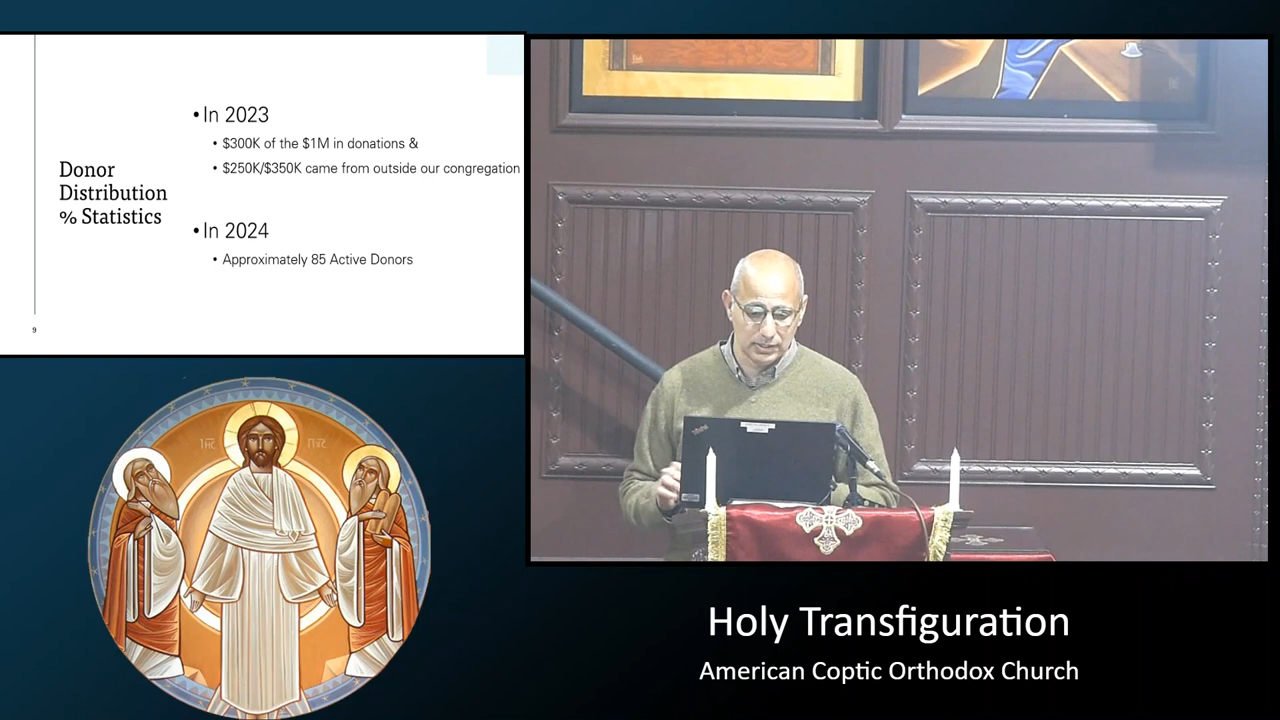 Donor
Distribution
% Statistics
• In 2023
• $300K of the $1M in donations &
• $250K/$350K came from outside our congregation
• In 2024
• Approximately 85 Active Donors
9
Holy Transfiguration
American Coptic Orthodox Church